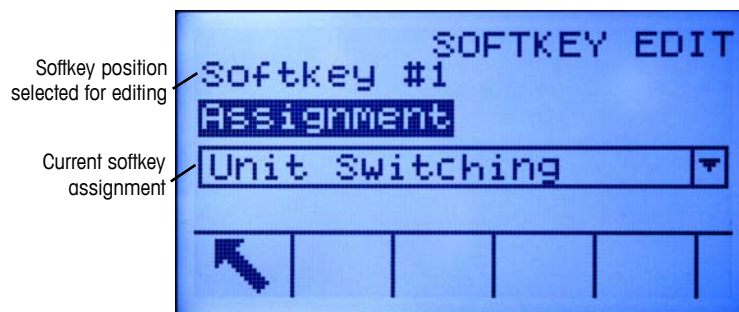 SOFTKEY EDIT
Softkey position
selected for editing
Softkey #1
Assignment
Current softkey
assignment
Unit Switching